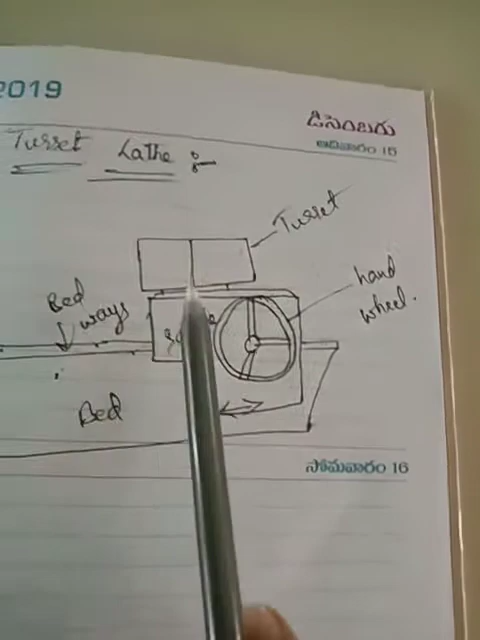 2019
డిసెంబరు
ఆదివారం 15
Turret Lathe :-
Turret
hand
wheel.
Bed
ways
Bed
సోమవారం 16